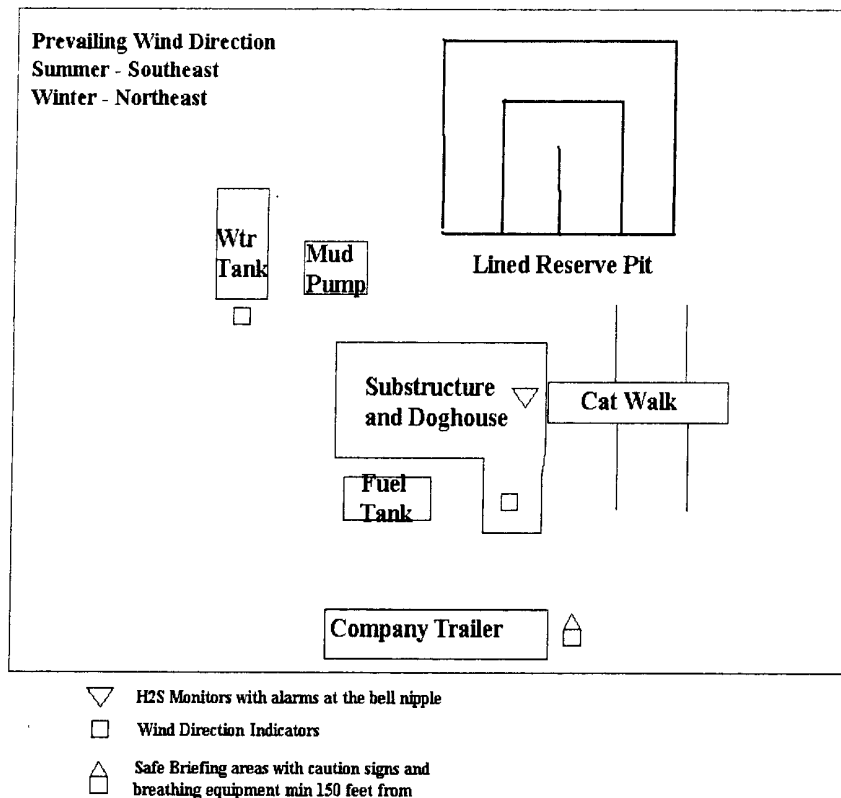 Prevailing Wind Direction
Summer - Southeast
Winter - Northeast
Wtr
Tank
Mud
Pump
Lined Reserve Pit
Substructure
and Doghouse
Cat Walk
Fuel
Tank
Company Trailer
H2S Monitors with alarms at the bell nipple
Wind Direction Indicators
Safe Briefing areas with caution signs and
breathing equipment min 150 feet from